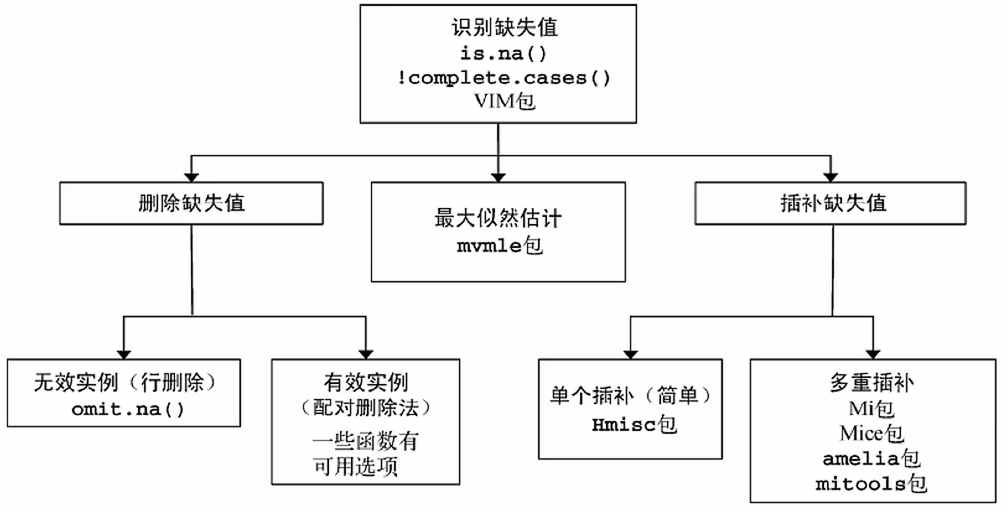 识别缺失值
is.na()
!complete.cases()
VIM包
删除缺失值
最大似然估计
mvmle包
插补缺失值
无效实例（行删除）
omit.na()
有效实例
（配对删除法）
一些函数有
可用选项
单个插补（简单）
Hmisc包
多重插补
Mi包
Mice包
amelia包
mitools包